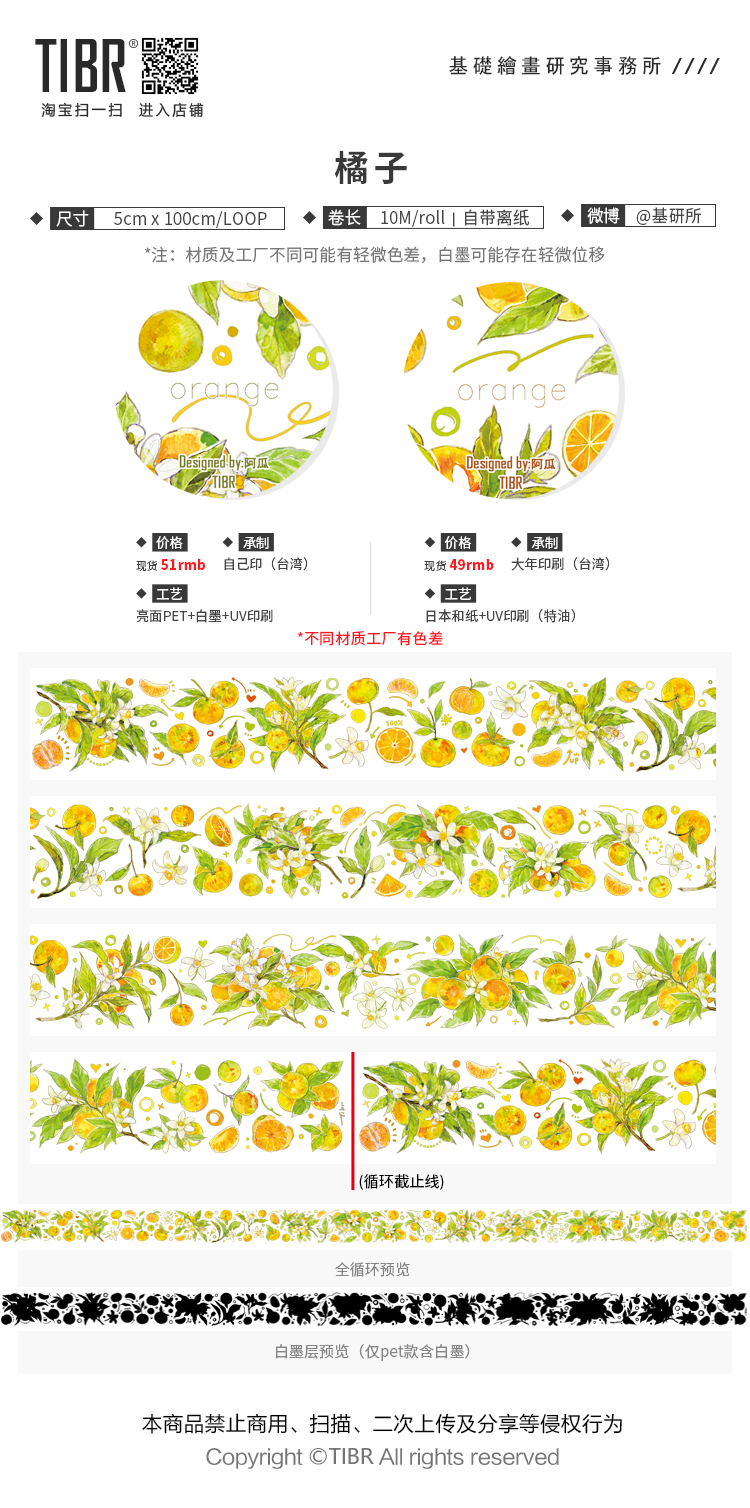 TIBR®
淘宝扫一扫 进入店铺
基礎繪畫研究事務所 ////
橘子
◆ 尺寸 5cm x 100cm/LOOP
◆ 卷长 10M/roll | 自带离纸
◆ 微博 @基研所
*注：材质及工厂不同可能有轻微色差，白墨可能存在轻微位移
orange
Designed by:阿瓜
TIBR
orange
Designed by:阿瓜
TIBR
◆ 价格 ◆ 承制
现货 51rmb 自己印（台湾）
◆ 工艺
亮面PET+白墨+UV印刷
◆ 价格 ◆ 承制
现货 49rmb 大年印刷（台湾）
◆ 工艺
日本和纸+UV印刷（特油）
*不同材质工厂有色差
100%
(循环截止线)
全循环预览
白墨层预览（仅pet款含白墨）
本商品禁止商用、扫描、二次上传及分享等侵权行为
Copyright ©TIBR All rights reserved